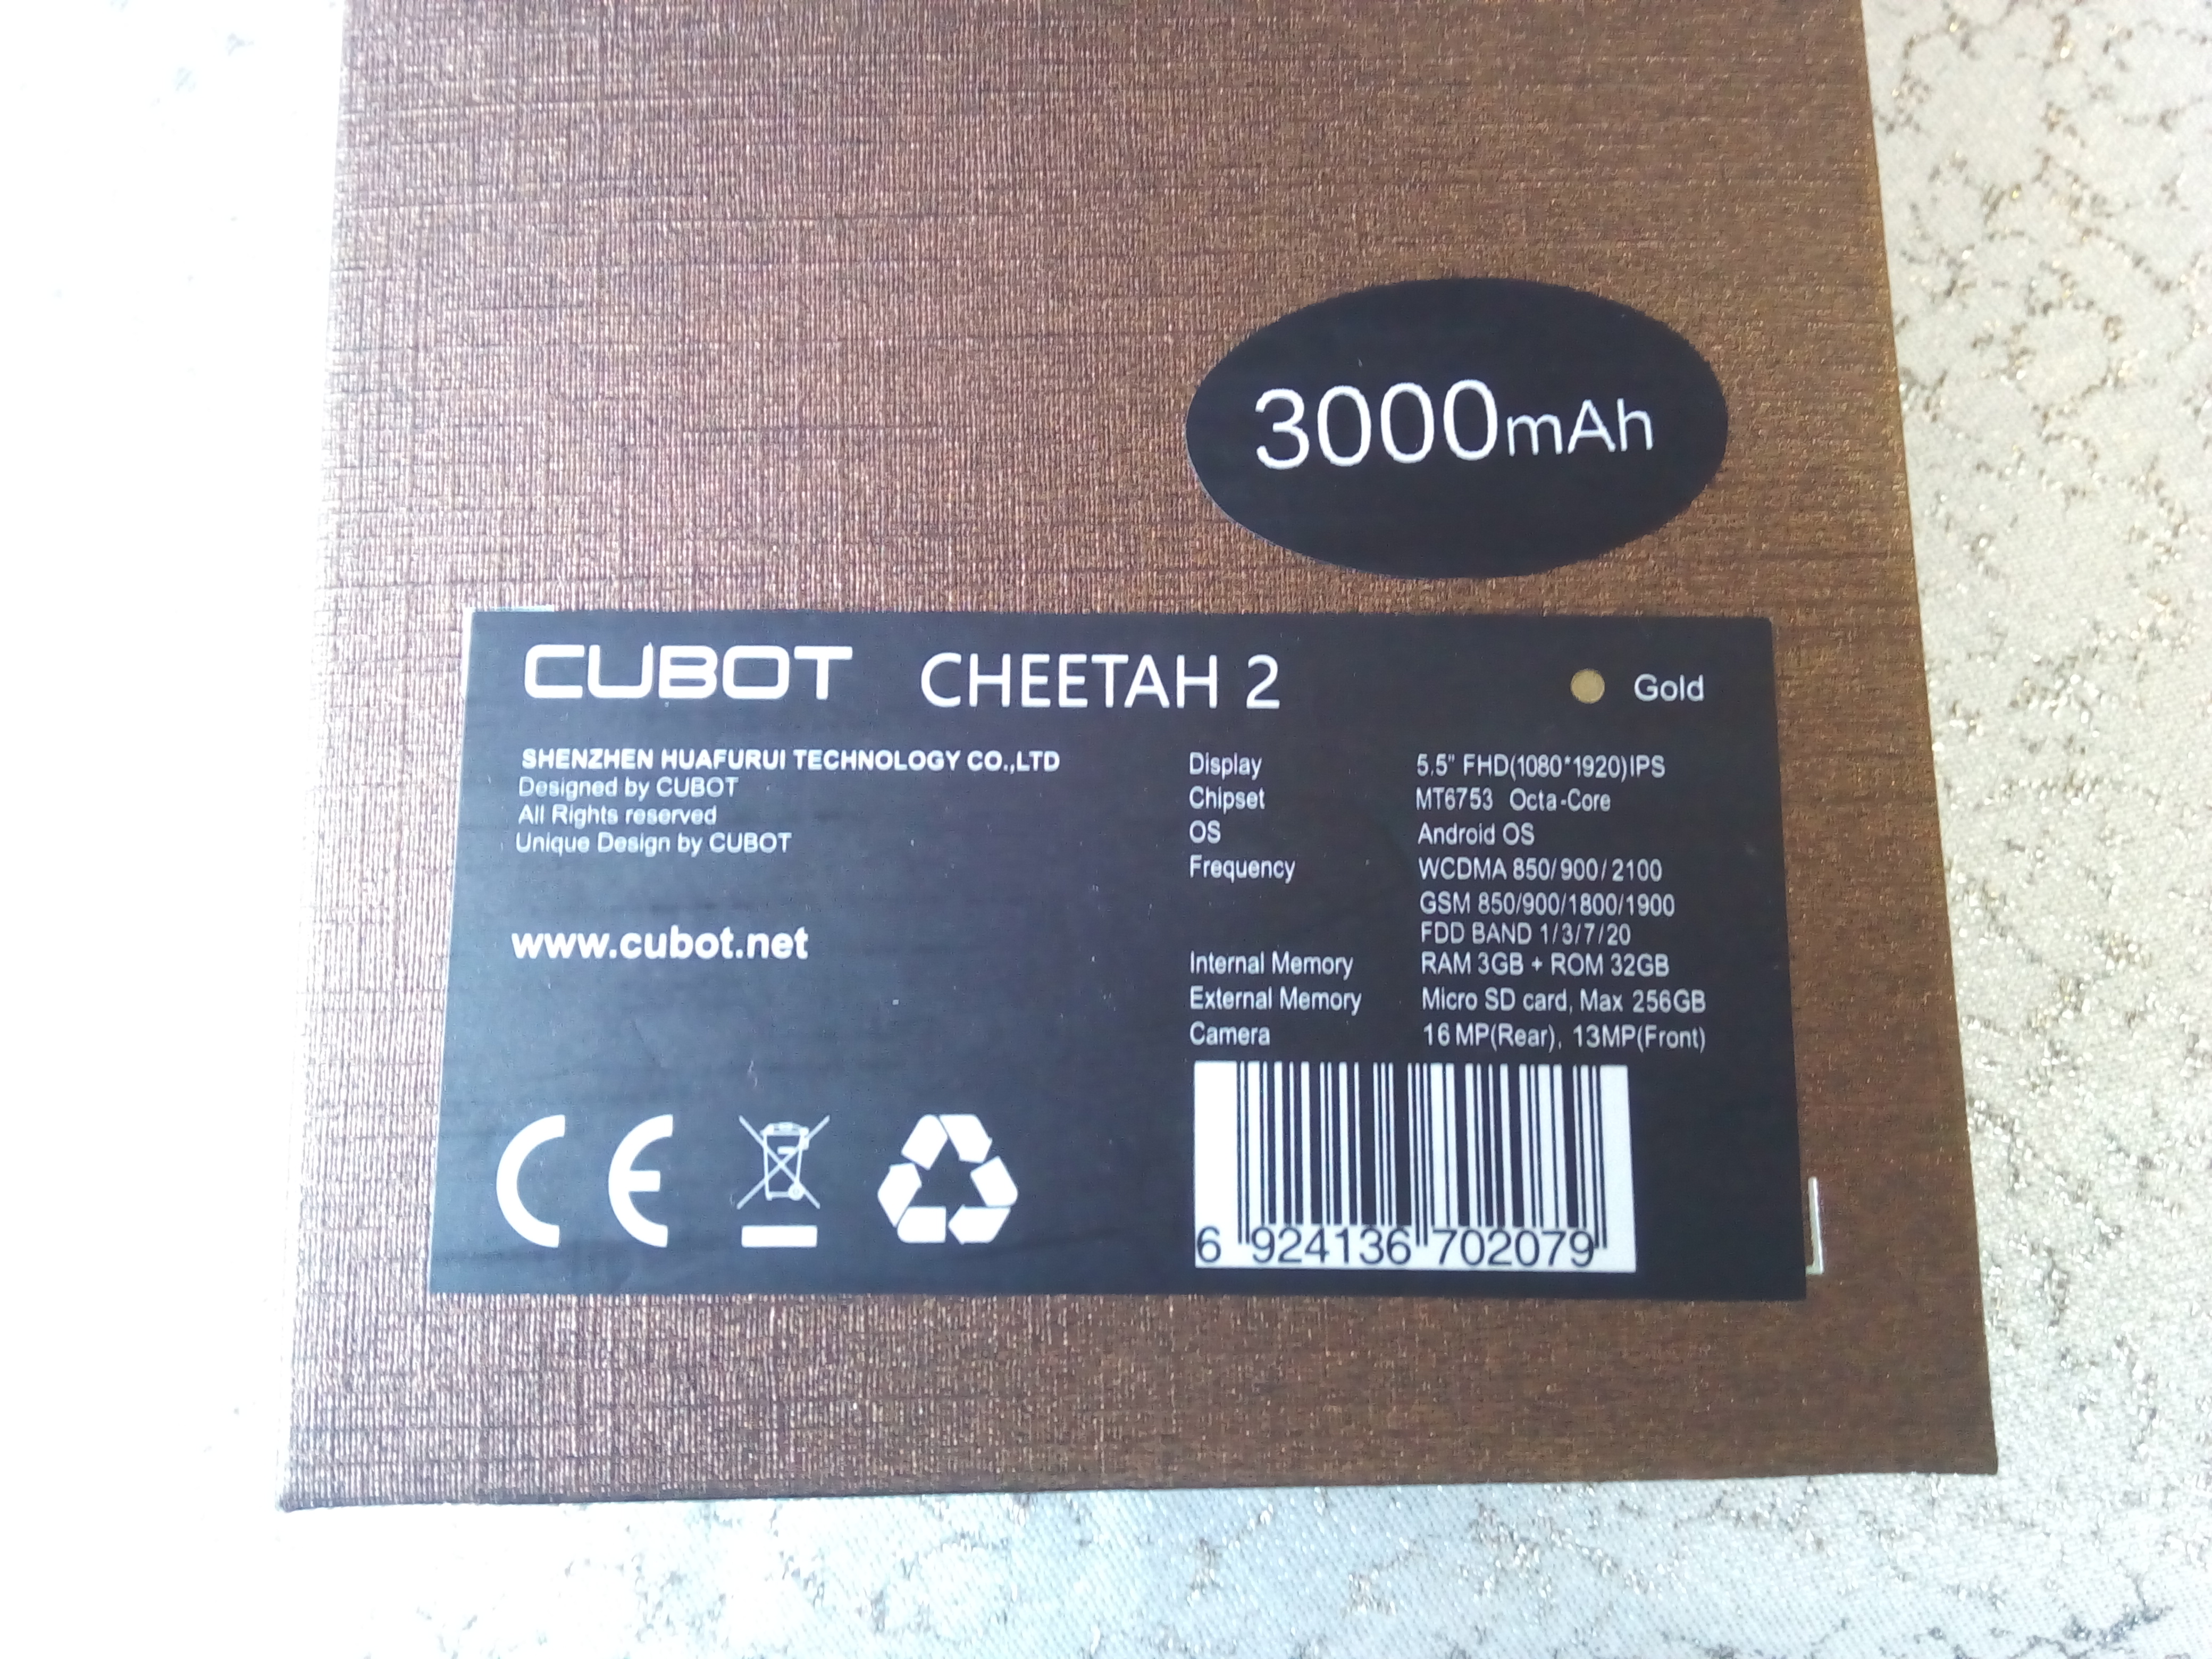 3000mAh
CUBOT CHEETAH 2 Gold
SHENZHEN HUAFURUI TECHNOLOGY CO.,LTD
Designed by CUBOT
All Rights reserved
Unique Design by CUBOT
www.cubot.net
Display 5.5" FHD(1080*1920)IPS
Chipset MT6753 Octa-Core
OS Android OS
Frequency WCDMA 850/900/2100
GSM 850/900/1800/1900
FDD BAND 1/3/7/20
Internal Memory RAM 3GB + ROM 32GB
External Memory Micro SD card, Max 256GB
Camera 16MP(Rear), 13MP(Front)
CE
6 924136 702079